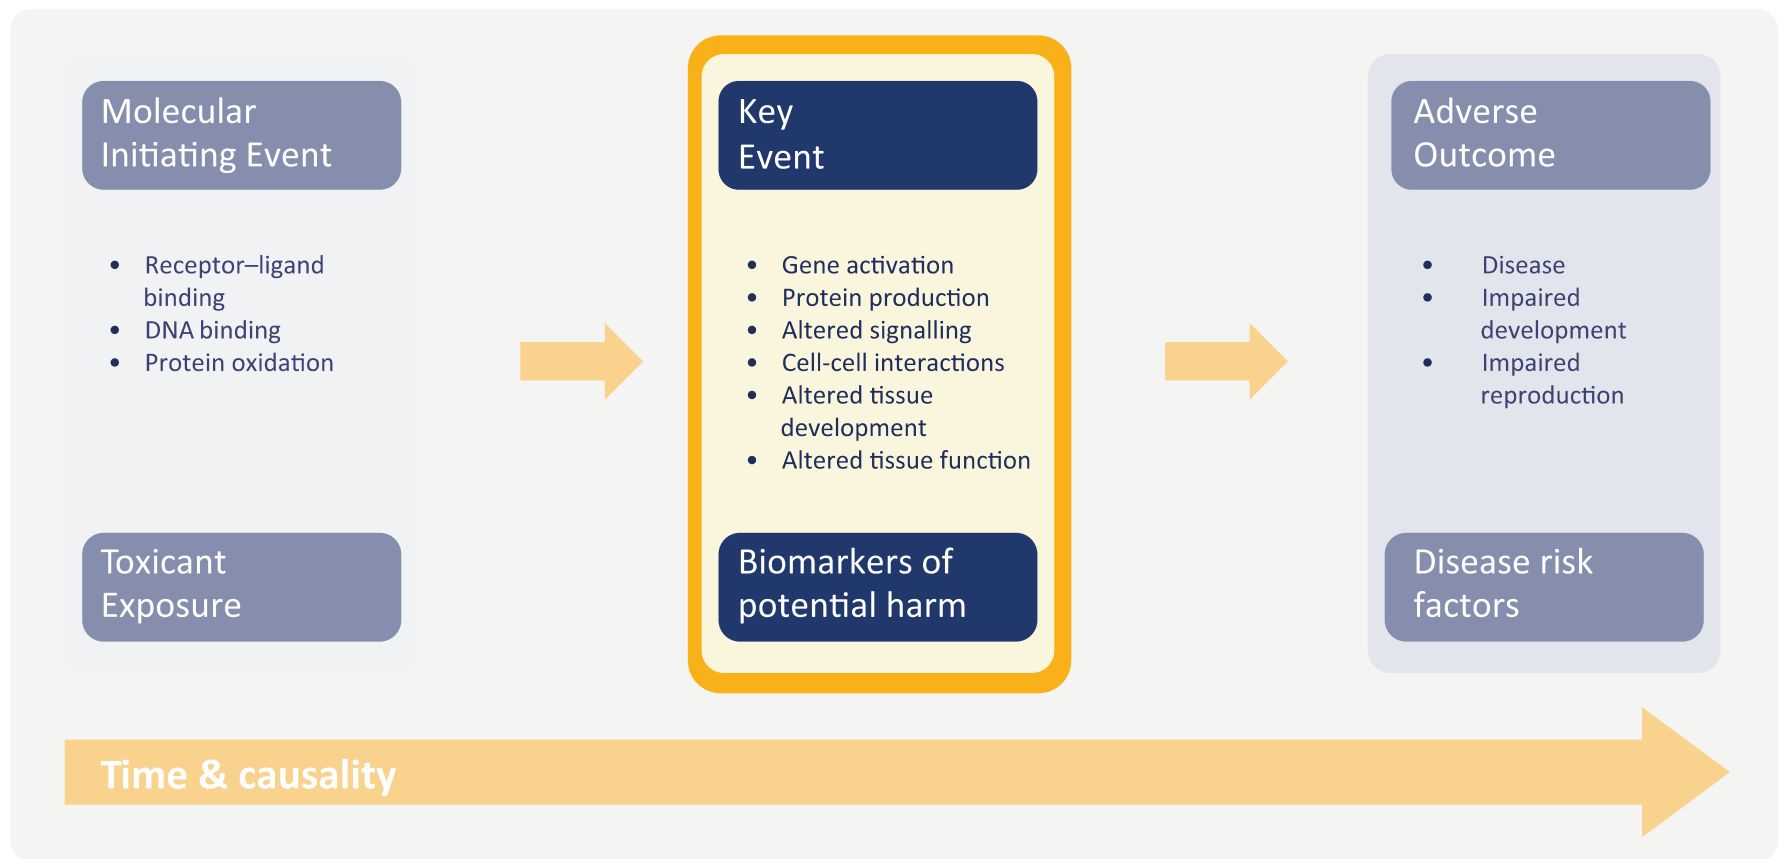 Molecular
Initiating Event
• Receptor–ligand
binding
• DNA binding
• Protein oxidation
Toxicant
Exposure
Key
Event
• Gene activation
• Protein production
• Altered signalling
• Cell-cell interactions
• Altered tissue
development
• Altered tissue function
Biomarkers of
potential harm
Adverse
Outcome
• Disease
• Impaired
development
• Impaired
reproduction
Disease risk
factors
Time & causality